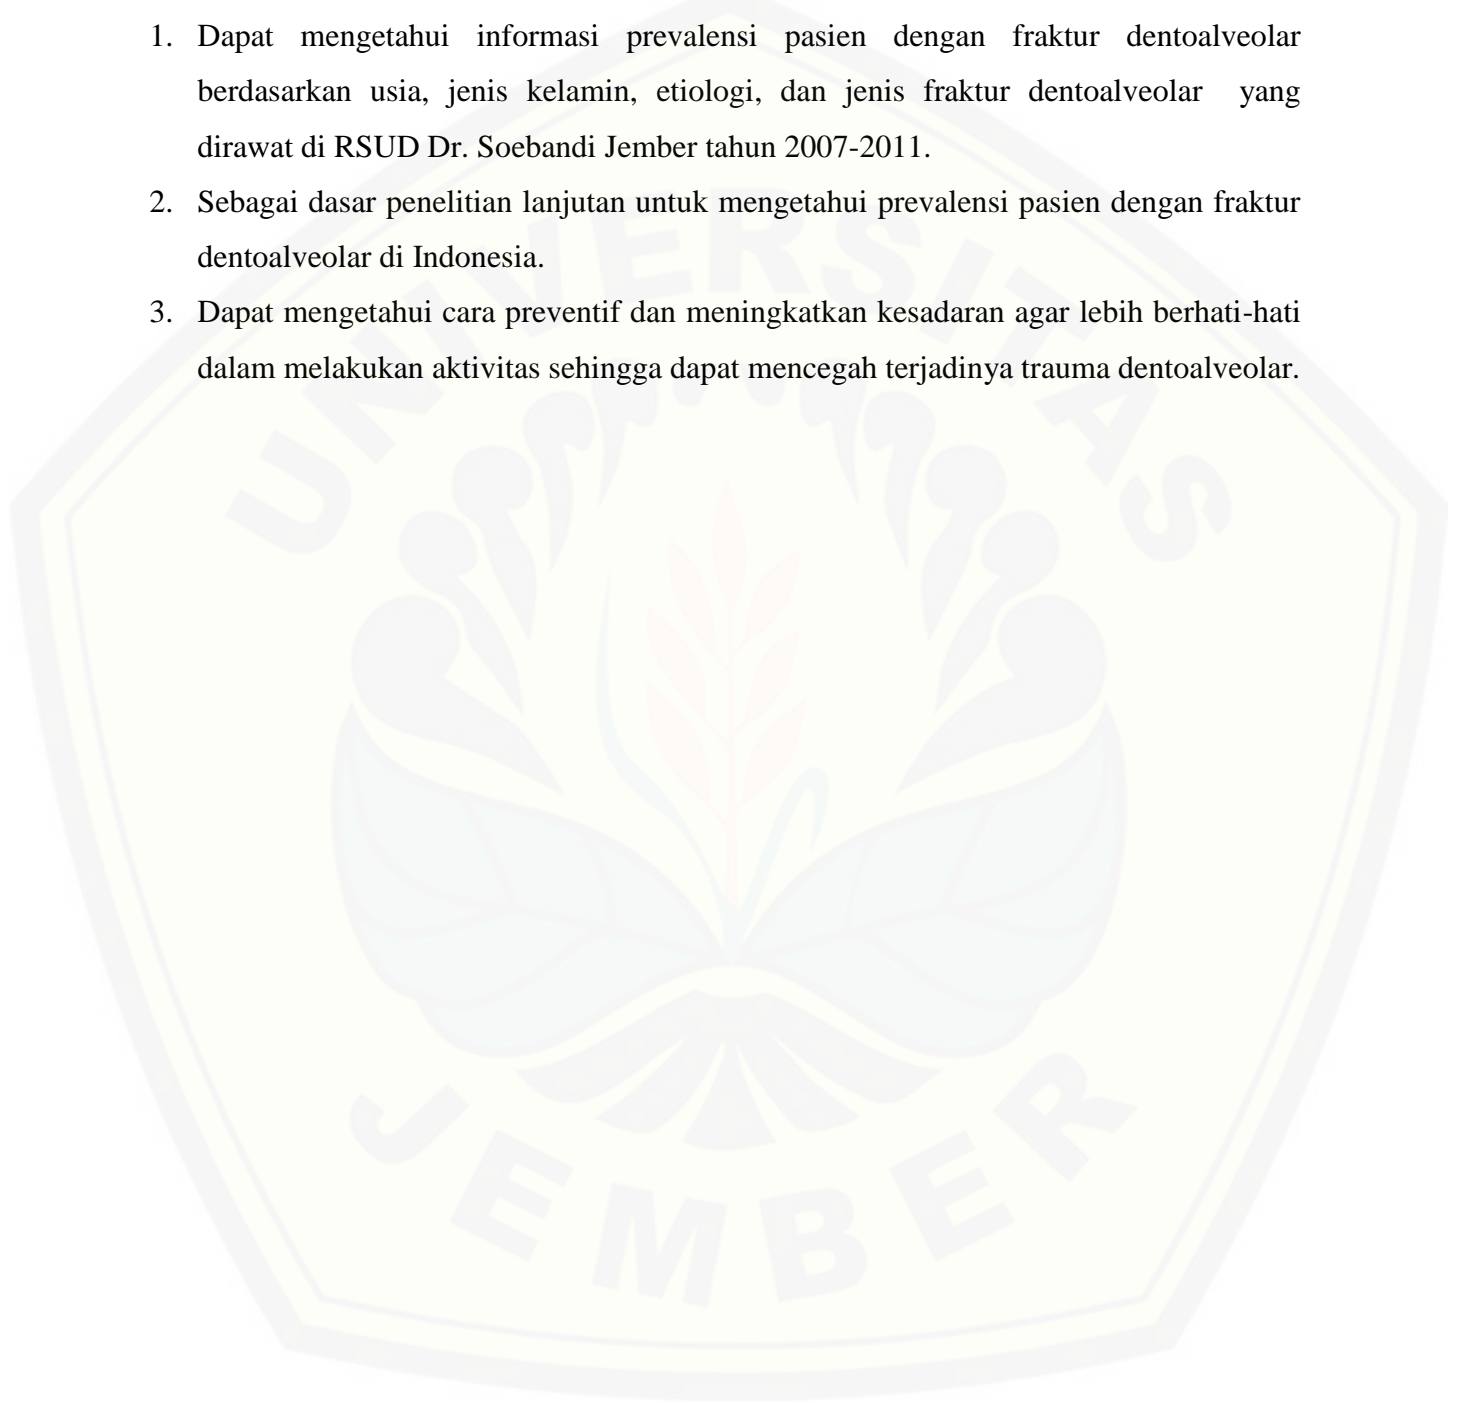 1. Dapat mengetahui informasi prevalensi pasien dengan fraktur dentoalveolar
berdasarkan usia, jenis kelamin, etiologi, dan jenis fraktur dentoalveolar yang
dirawat di RSUD Dr. Soebandi Jember tahun 2007-2011.
2. Sebagai dasar penelitian lanjutan untuk mengetahui prevalensi pasien dengan fraktur
dentoalveolar di Indonesia.
3. Dapat mengetahui cara preventif dan meningkatkan kesadaran agar lebih berhati-hati
dalam melakukan aktivitas sehingga dapat mencegah terjadinya trauma dentoalveolar.
UNIVERSITAS
JEMBER